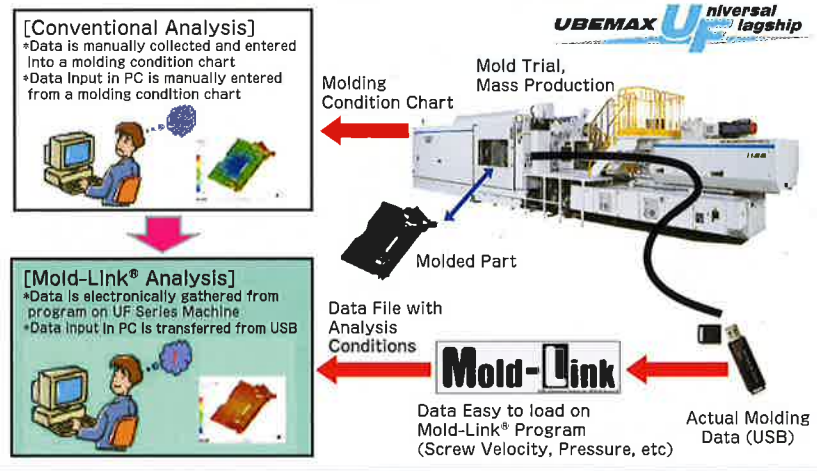 [Conventional Analysis]
*Data is manually collected and entered
into a molding condition chart
*Data Input in PC is manually entered
from a molding condition chart
UBEMAX UF
niversal
lagship
Molding
Condition Chart
Mold Trial,
Mass Production
Molded Part
[Mold-Link® Analysis]
*Data is electronically gathered from
program on UF Series Machine
*Data input in PC is transferred from USB
Data File with
Analysis
Conditions
Mold-Link
Data Easy to load on
Mold-Link® Program
(Screw Velocity, Pressure, etc)
Actual Molding
Data (USB)